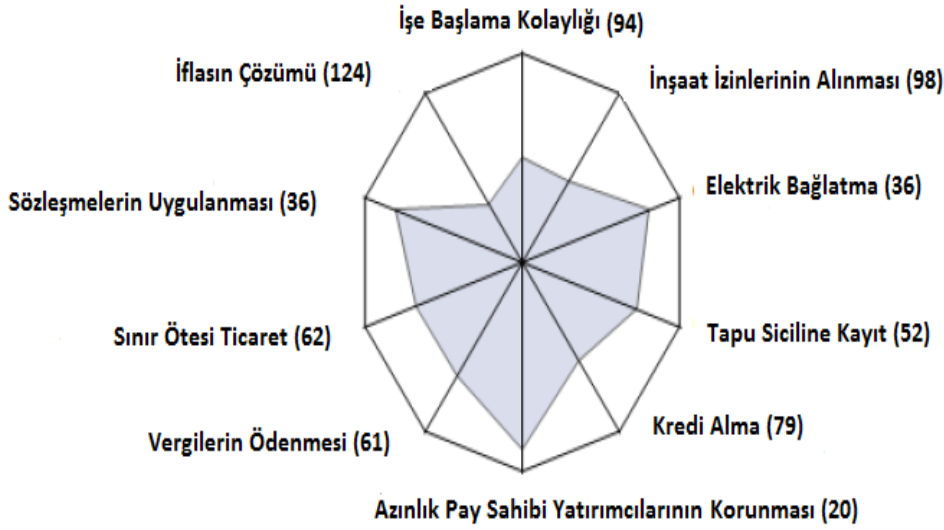 İşe Başlama Kolaylığı (94)
İflasın Çözümü (124)
İnşaat İzinlerinin Alınması (98)
Sözleşmelerin Uygulanması (36)
Elektrik Bağlatma (36)
Sınır Ötesi Ticaret (62)
Tapu Siciline Kayıt (52)
Vergilerin Ödenmesi (61)
Kredi Alma (79)
Azınlık Pay Sahibi Yatırımcılarının Korunması (20)